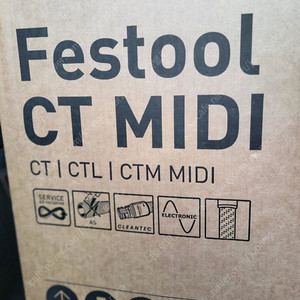 Festool
CT MIDI
CT | CTL | CTM MIDI
SERVICE
AS
CLEANTEC
ELECTRONIC